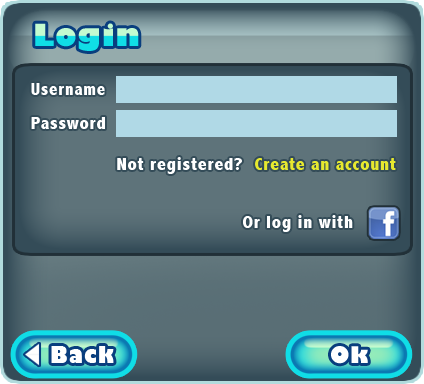 Login
Username
Password
Not registered? Create an account
Or log in with f
Back Ok